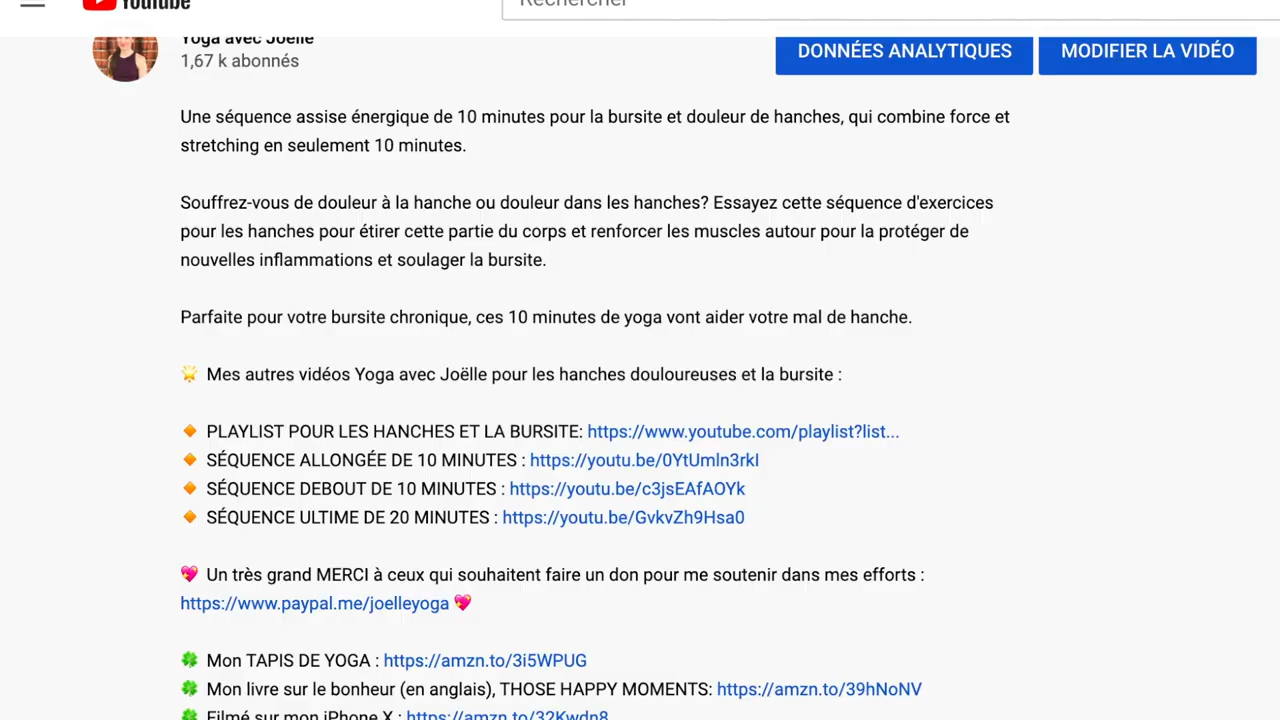 YouTube
Rechercher
Yoga avec Joëlle
1,67 k abonnés
DONNÉES ANALYTIQUES
MODIFIER LA VIDÉO
Une séquence assise énergique de 10 minutes pour la bursite et douleur de hanches, qui combine force et
stretching en seulement 10 minutes.
Souffrez-vous de douleur à la hanche ou douleur dans les hanches? Essayez cette séquence d'exercices
pour les hanches pour étirer cette partie du corps et renforcer les muscles autour pour la protéger de
nouvelles inflammations et soulager la bursite.
Parfaite pour votre bursite chronique, ces 10 minutes de yoga vont aider votre mal de hanche.
🌟 Mes autres vidéos Yoga avec Joëlle pour les hanches douloureuses et la bursite :
🔸 PLAYLIST POUR LES HANCHES ET LA BURSITE: https://www.youtube.com/playlist?list...
🔸 SÉQUENCE ALLONGÉE DE 10 MINUTES : https://youtu.be/0YtUmln3rkI
🔸 SÉQUENCE DEBOUT DE 10 MINUTES : https://youtu.be/c3jsEAfAOYk
🔸 SÉQUENCE ULTIME DE 20 MINUTES : https://youtu.be/GvkvZh9Hsa0
💖 Un très grand MERCI à ceux qui souhaitent faire un don pour me soutenir dans mes efforts :
https://www.paypal.me/joelleyoga 💖
🍀 Mon TAPIS DE YOGA : https://amzn.to/3i5WPUG
🍀 Mon livre sur le bonheur (en anglais), THOSE HAPPY MOMENTS: https://amzn.to/39hNoNV
🍀 Filmé sur mon iPhone X : https://amzn.to/32Kwdn8